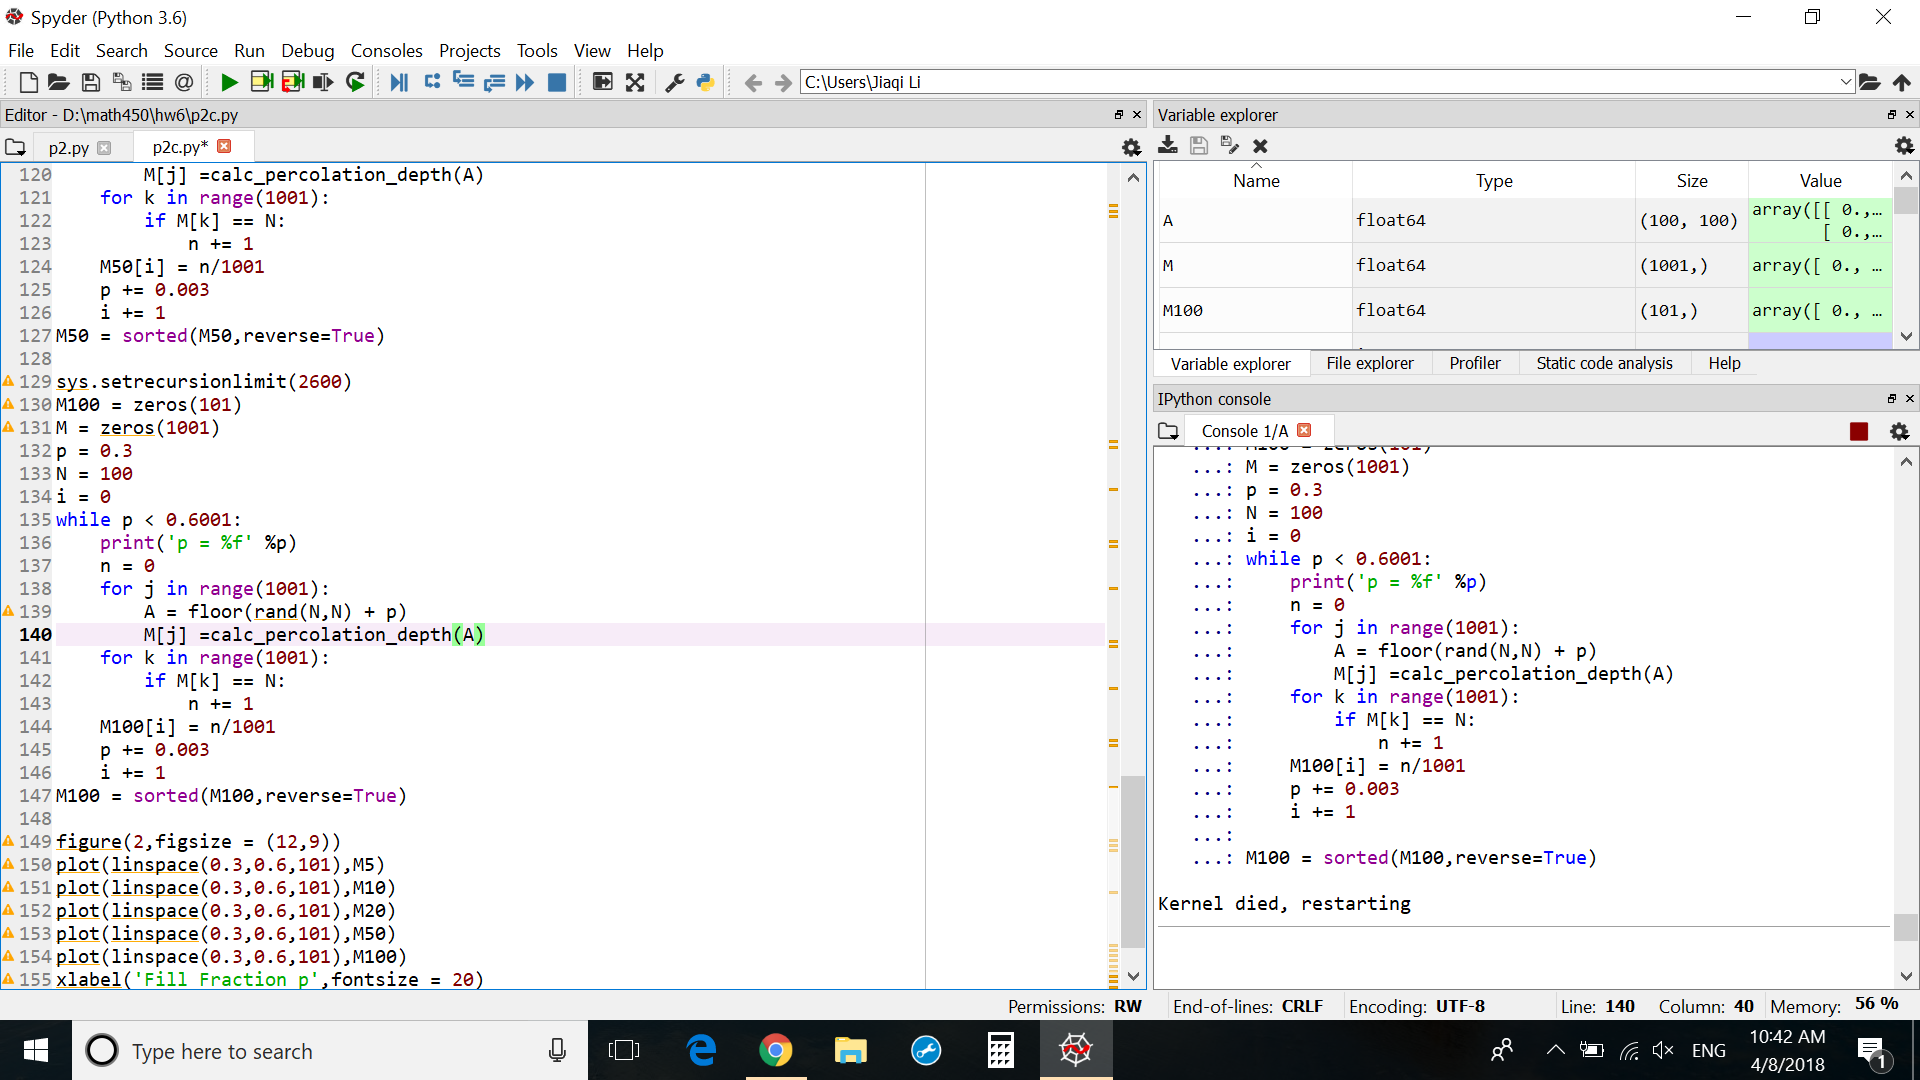 Spyder (Python 3.6)
File Edit Search Source Run Debug Consoles Projects Tools View Help
C:\Users\Jiaqi Li
Editor - D:\math450\hw6\p2c.py
p2.py p2c.py*
120 M[j] =calc_percolation_depth(A)
121 for k in range(1001):
122 if M[k] == N:
123 n += 1
124 M50[i] = n/1001
125 p += 0.003
126 i += 1
127 M50 = sorted(M50,reverse=True)
128
129 sys.setrecursionlimit(2600)
130 M100 = zeros(101)
131 M = zeros(1001)
132 p = 0.3
133 N = 100
134 i = 0
135 while p < 0.6001:
136 print('p = %f' %p)
137 n = 0
138 for j in range(1001):
139 A = floor(rand(N,N) + p)
140 M[j] =calc_percolation_depth(A)
141 for k in range(1001):
142 if M[k] == N:
143 n += 1
144 M100[i] = n/1001
145 p += 0.003
146 i += 1
147 M100 = sorted(M100,reverse=True)
148
149 figure(2,figsize = (12,9))
150 plot(linspace(0.3,0.6,101),M5)
151 plot(linspace(0.3,0.6,101),M10)
152 plot(linspace(0.3,0.6,101),M20)
153 plot(linspace(0.3,0.6,101),M50)
154 plot(linspace(0.3,0.6,101),M100)
155 xlabel('Fill Fraction p',fontsize = 20)
Variable explorer
Name Type Size Value
A float64 (100, 100) array([[ 0.,…
[ 0.,…
M float64 (1001,) array([ 0., …
M100 float64 (101,) array([ 0., …
Variable explorer File explorer Profiler Static code analysis Help
IPython console
Console 1/A
...: M100 = zeros(101)
...: M = zeros(1001)
...: p = 0.3
...: N = 100
...: i = 0
...: while p < 0.6001:
...: print('p = %f' %p)
...: n = 0
...: for j in range(1001):
...: A = floor(rand(N,N) + p)
...: M[j] =calc_percolation_depth(A)
...: for k in range(1001):
...: if M[k] == N:
...: n += 1
...: M100[i] = n/1001
...: p += 0.003
...: i += 1
...:
...: M100 = sorted(M100,reverse=True)
Kernel died, restarting
Permissions: RW End-of-lines: CRLF Encoding: UTF-8 Line: 140 Column: 40 Memory: 56 %
Type here to search
ENG
10:42 AM
4/8/2018
1